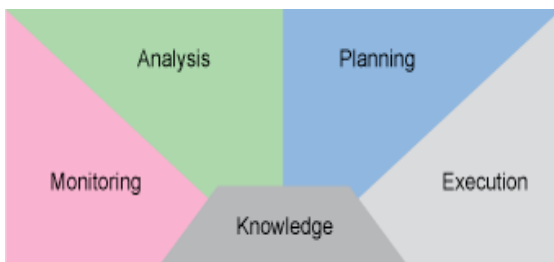 Analysis
Planning
Monitoring
Execution
Knowledge